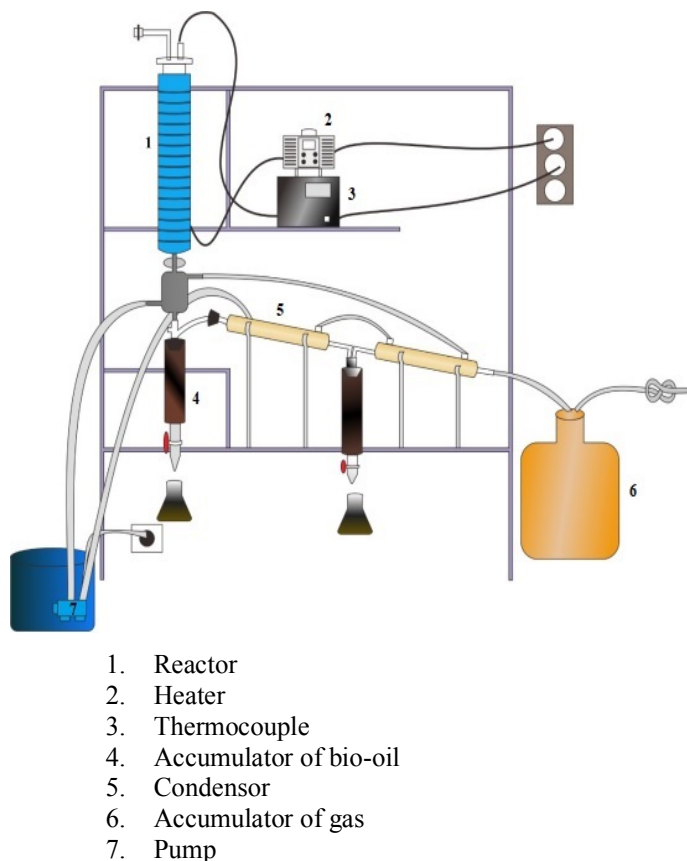 1
2
3
4
5
6
7
1. Reactor
2. Heater
3. Thermocouple
4. Accumulator of bio-oil
5. Condensor
6. Accumulator of gas
7. Pump